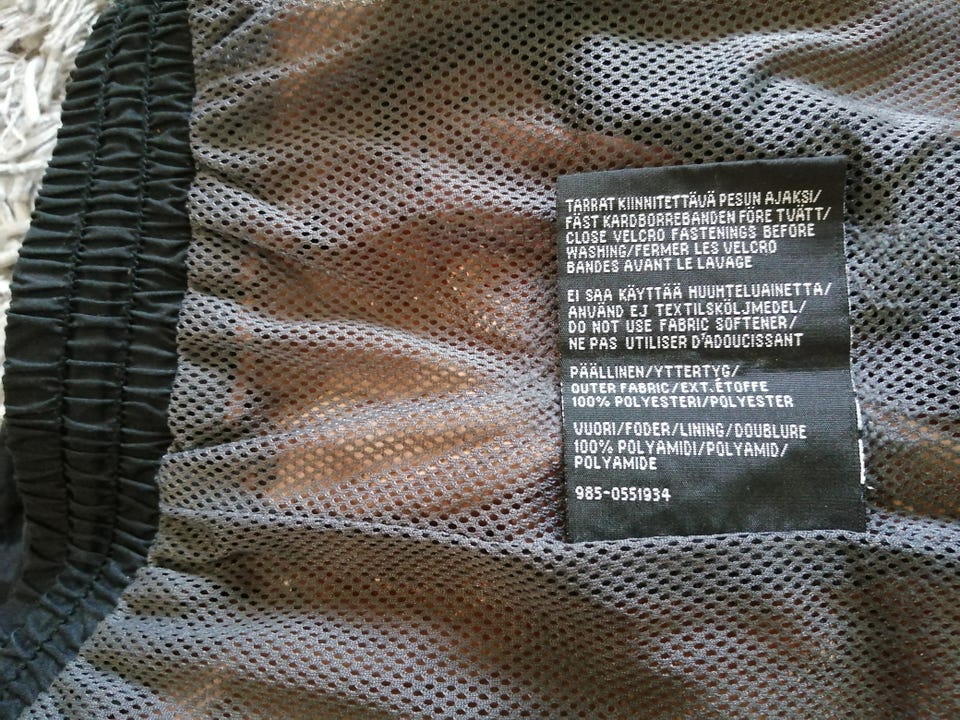 TARRAT KIINNITETTÄVÄ PESUN AJAKSI/
FÄST KARDBORREBANDEN FÖRE TVÄTT/
CLOSE VELCRO FASTENINGS BEFORE
WASHING/FERMER LES VELCRO
BANDES AVANT LE LAVAGE
EI SAA KÄYTTÄÄ HUUHTELUAINETTA/
ANVÄND EJ TEXTILSKÖLJMEDEL/
DO NOT USE FABRIC SOFTENER/
NE PAS UTILISER D'ADOUCISSANT
PÄÄLLINEN/YTTERTYG/
OUTER FABRIC/EXT.ÉTOFFE
100% POLYESTERI/POLYESTER
VUORI/FODER/LINING/DOUBLURE
100% POLYAMIDI/POLYAMID/
POLYAMIDE
985-0551934